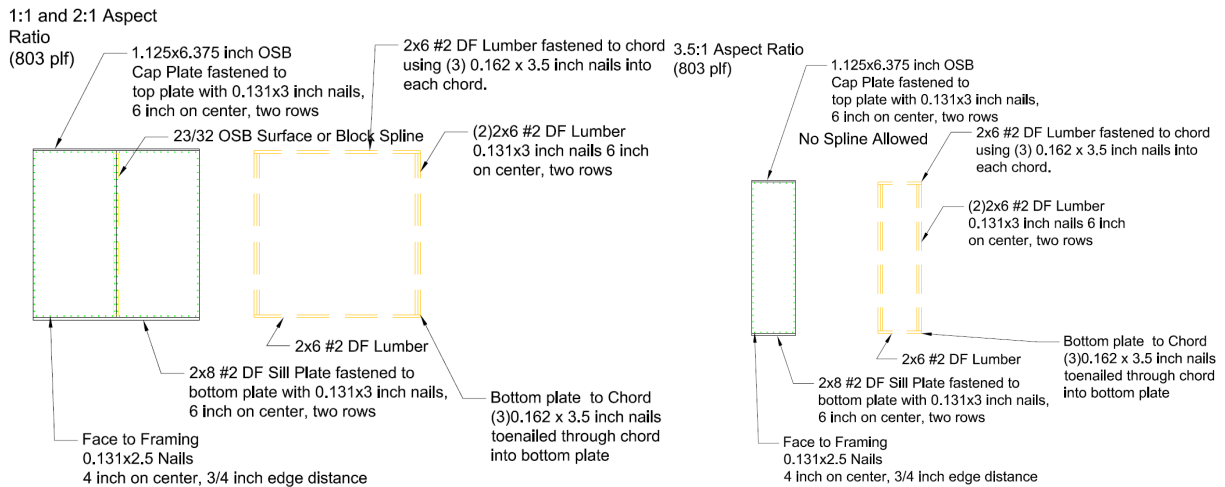 1:1 and 2:1 Aspect
Ratio
(803 plf)
1.125x6.375 inch OSB
Cap Plate fastened to
top plate with 0.131x3 inch nails,
6 inch on center, two rows
23/32 OSB Surface or Block Spline
2x6 #2 DF Lumber fastened to chord
using (3) 0.162 x 3.5 inch nails into
each chord.
(2)2x6 #2 DF Lumber
0.131x3 inch nails 6 inch
on center, two rows
2x6 #2 DF Lumber
2x8 #2 DF Sill Plate fastened to
bottom plate with 0.131x3 inch nails,
6 inch on center, two rows
Bottom plate to Chord
(3)0.162 x 3.5 inch nails
toenailed through chord
into bottom plate
Face to Framing
0.131x2.5 Nails
4 inch on center, 3/4 inch edge distance
3.5:1 Aspect Ratio
(803 plf)
1.125x6.375 inch OSB
Cap Plate fastened to
top plate with 0.131x3 inch nails,
6 inch on center, two rows
No Spline Allowed
2x6 #2 DF Lumber fastened to chord
using (3) 0.162 x 3.5 inch nails into
each chord.
(2)2x6 #2 DF Lumber
0.131x3 inch nails 6 inch
on center, two rows
Bottom plate to Chord
(3)0.162 x 3.5 inch nails
toenailed through chord
into bottom plate
2x6 #2 DF Lumber
2x8 #2 DF Sill Plate fastened to
bottom plate with 0.131x3 inch nails,
6 inch on center, two rows
Face to Framing
0.131x2.5 Nails
4 inch on center, 3/4 inch edge distance